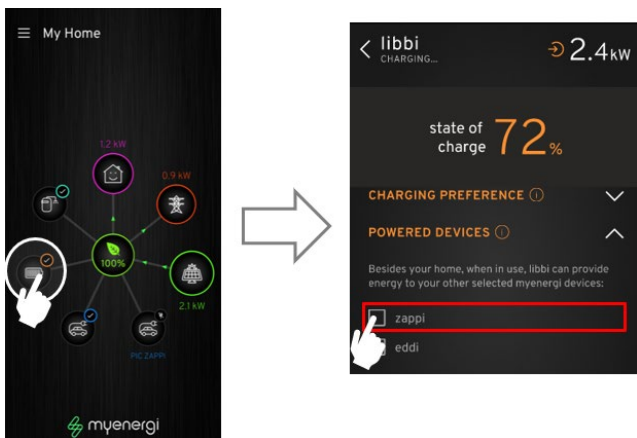 My Home
1.2 kW
0.9 kW
100%
2.1 kW
PIC ZAPPI
myenergi
libbi
CHARGING...
2.4kW
state of
charge 72%
CHARGING PREFERENCE
POWERED DEVICES
Besides your home, when in use, libbi can provide
energy to your other selected myenergi devices:
zappi
eddi